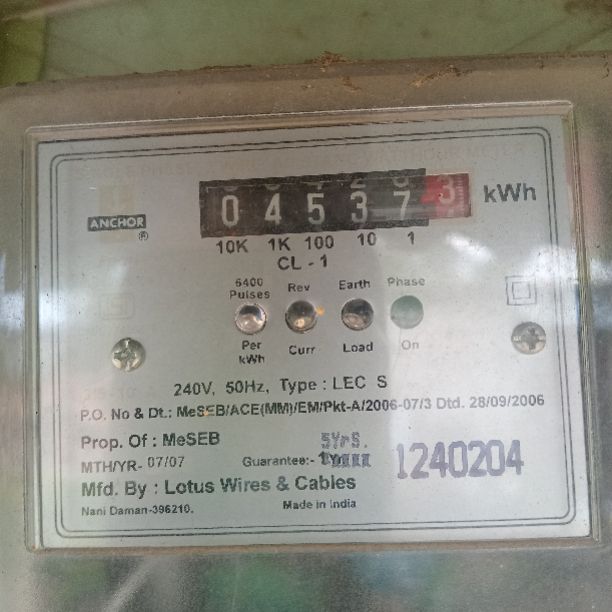 0 4 5 3 7 3 kWh
ANCHOR
®
10K 1K 100 10 1
CL - 1
6400 Pulses Rev Earth Phase
Per kWh Curr Load On
240V, 50Hz, Type : LEC S
P.O. No & Dt.: MeSEB/ACE(MM)/EM/Pkt-A/2006-07/3 Dtd. 28/09/2006
Prop. Of : MeSEB
5Yrs.
MTH/YR- 07/07 Guarantee:- 1240204
Mfd. By : Lotus Wires & Cables
Nani Daman-396210. Made in India